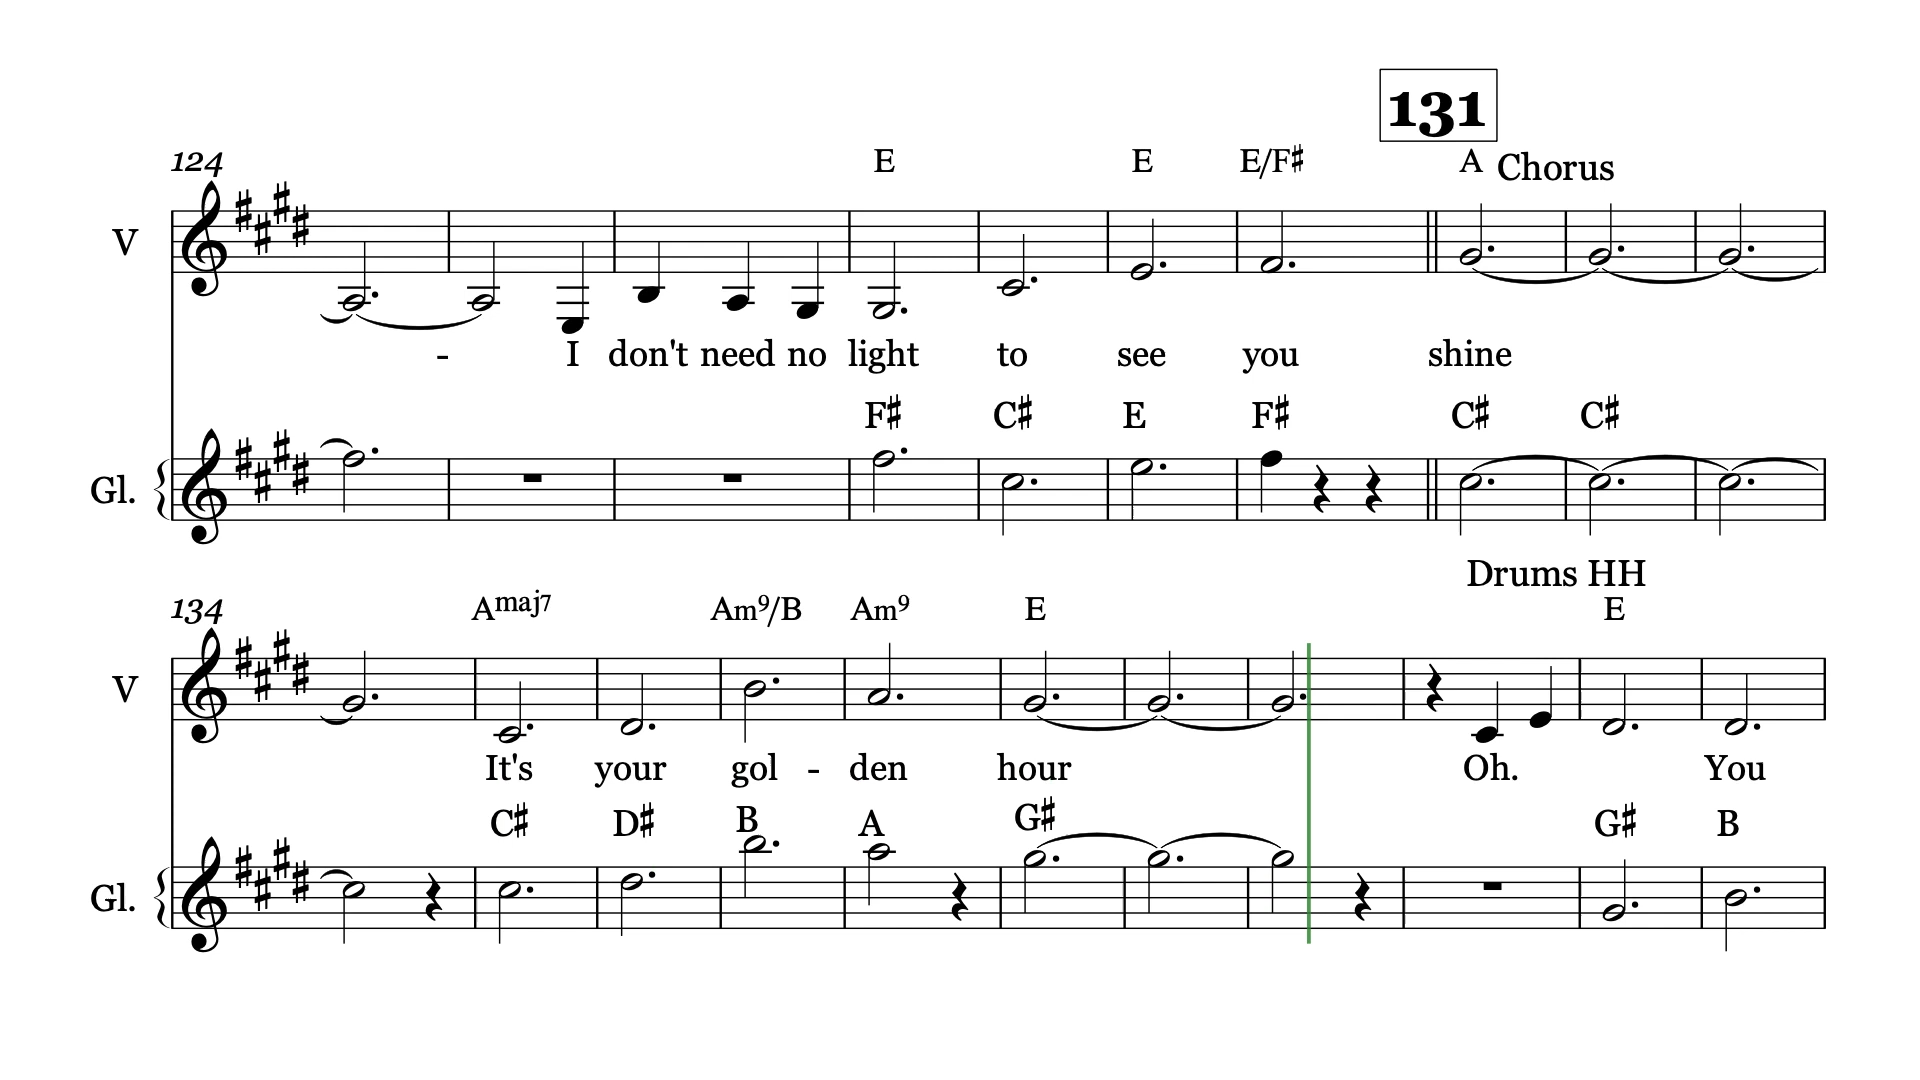 131
124 E E E/F♯ A Chorus
V
- I don't need no light to see you shine
F♯ C♯ E F♯ C♯ C♯
Gl.
Drums HH
134 Amaj7 Am9/B Am9 E E
V
It's your gol - den hour Oh. You
C♯ D♯ B A G♯ G♯ B
Gl.